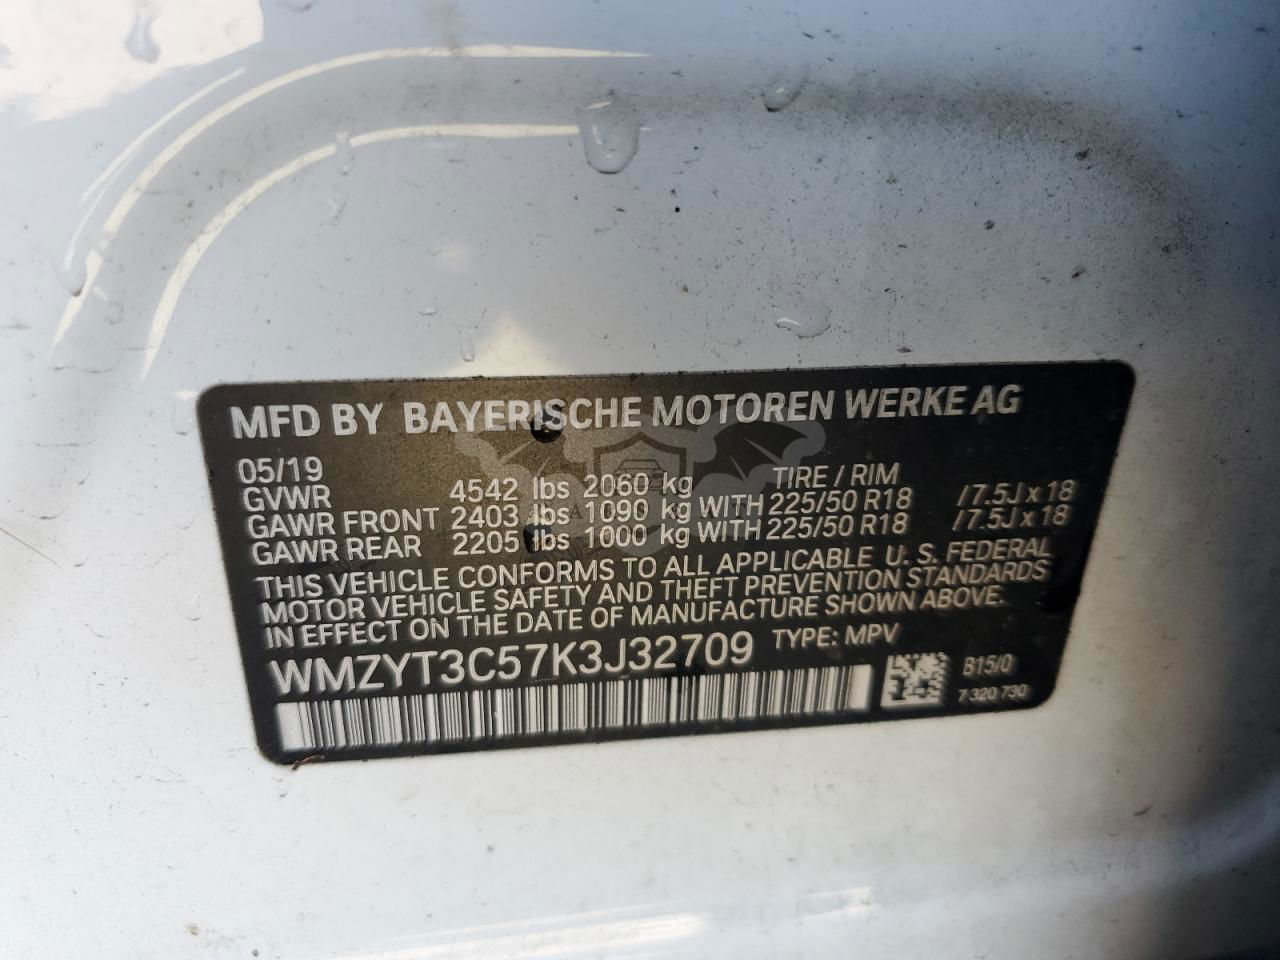 MFD BY BAYERISCHE MOTOREN WERKE AG
05/19
GVWR 4542 lbs 2060 kg TIRE / RIM
GAWR FRONT 2403 lbs 1090 kg WITH 225/50 R18 /7.5J x 18
GAWR REAR 2205 lbs 1000 kg WITH 225/50 R18 /7.5J x 18
THIS VEHICLE CONFORMS TO ALL APPLICABLE U. S. FEDERAL
MOTOR VEHICLE SAFETY AND THEFT PREVENTION STANDARDS
IN EFFECT ON THE DATE OF MANUFACTURE SHOWN ABOVE.
WMZYT3C57K3J32709 TYPE: MPV
B15/0
7 320 730